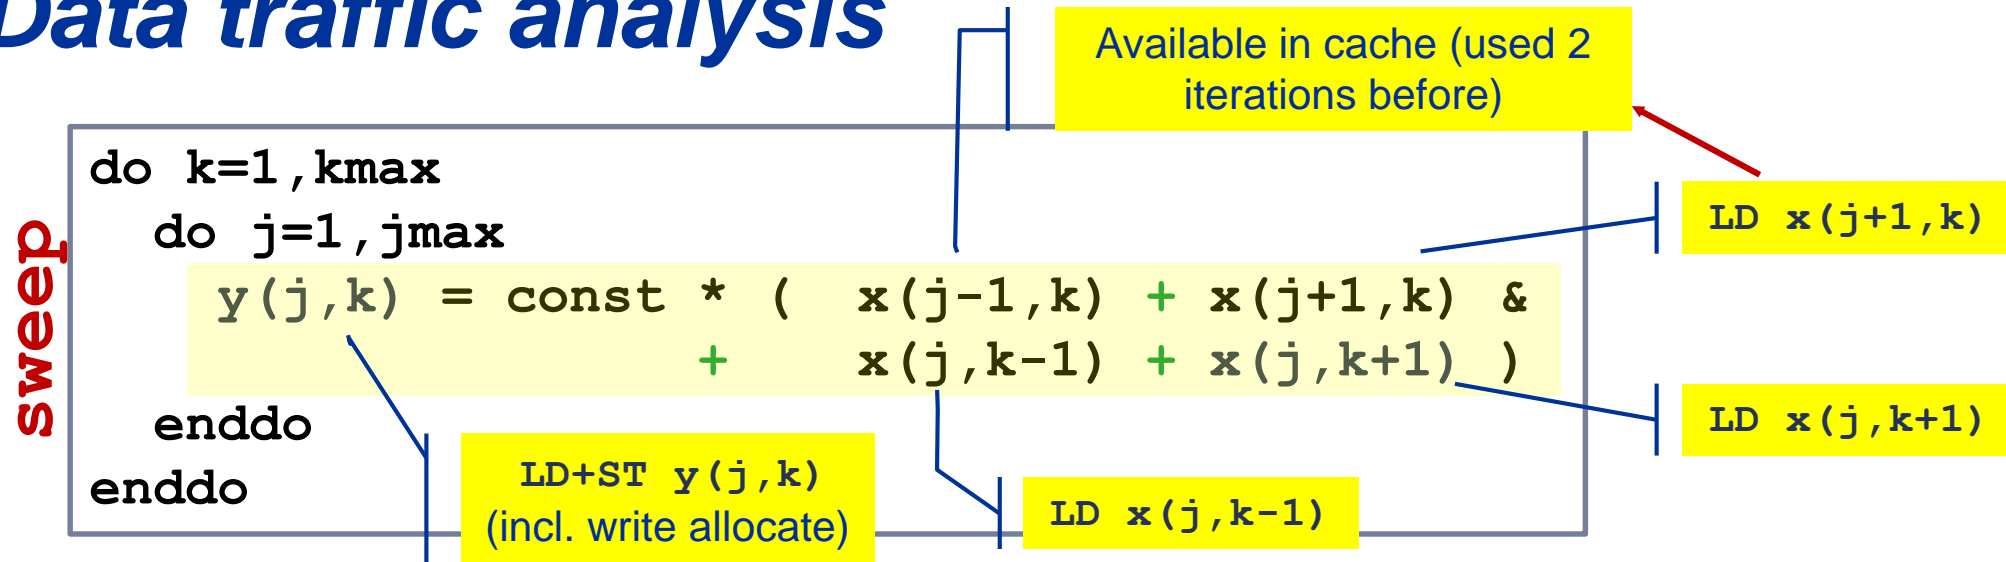 Data traffic analysis
Available in cache (used 2
iterations before)
do k=1,kmax
do j=1,jmax
y(j,k) = const * ( x(j-1,k) + x(j+1,k) &
+ x(j,k-1) + x(j,k+1) )
enddo
enddo
sweep
LD x(j+1,k)
LD x(j,k+1)
LD+ST y(j,k)
(incl. write allocate)
LD x(j,k-1)